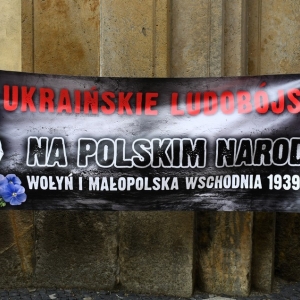 UKRAIŃSKIE LUDOBÓJS
NA POLSKIM NAROD
WOŁYŃ I MAŁOPOLSKA WSCHODNIA 1939